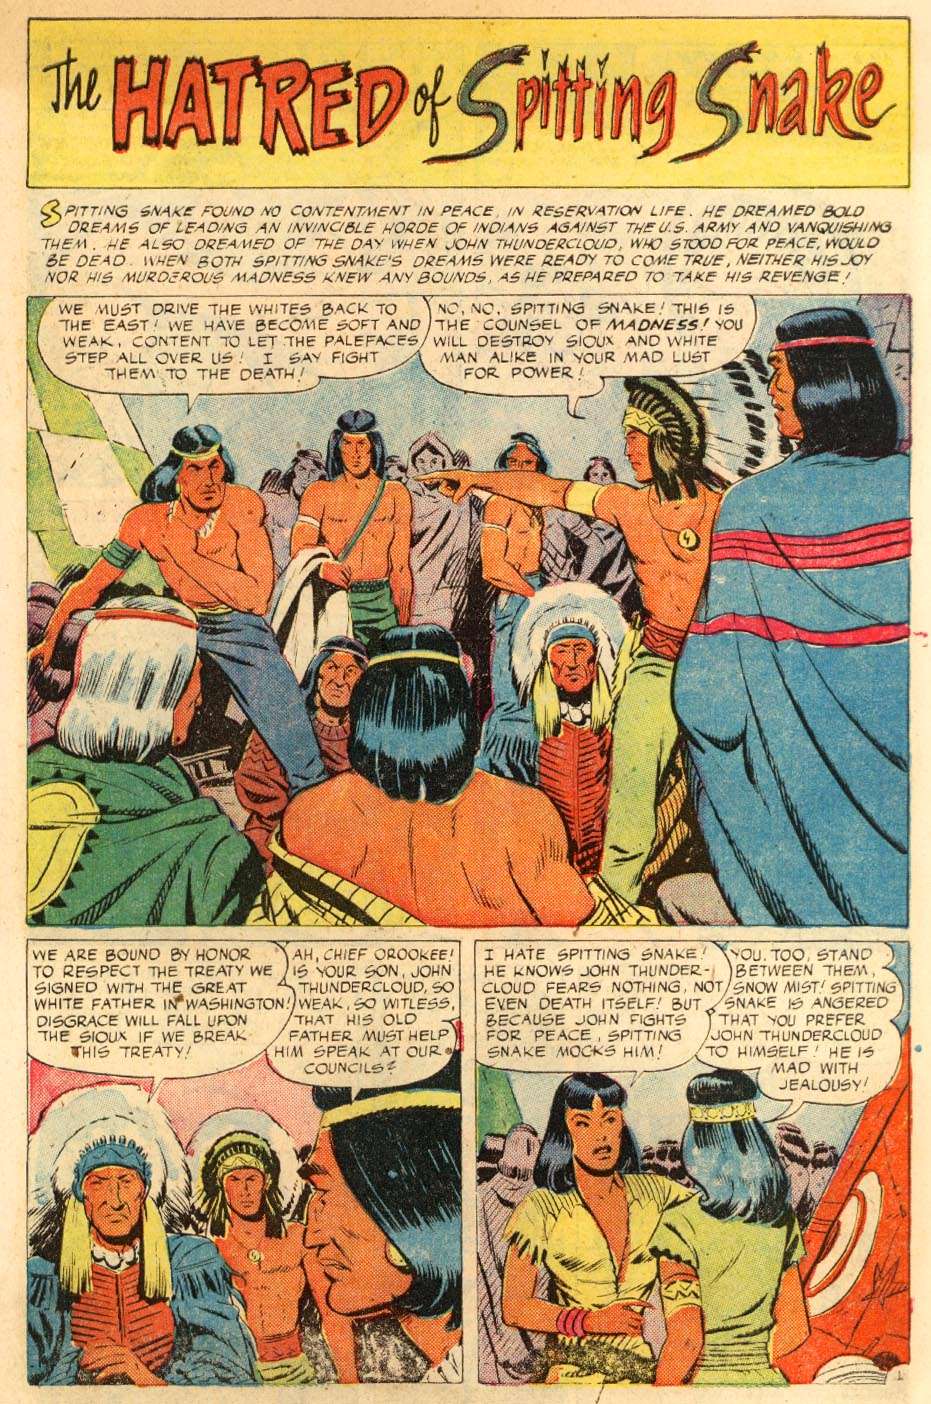 The HATRED of Spitting Snake
SPITTING SNAKE FOUND NO CONTENTMENT IN PEACE, IN RESERVATION LIFE. HE DREAMED BOLD
DREAMS OF LEADING AN INVINCIBLE HORDE OF INDIANS AGAINST THE U.S. ARMY AND VANQUISHING
THEM. HE ALSO DREAMED OF THE DAY WHEN JOHN THUNDERCLOUD, WHO STOOD FOR PEACE, WOULD
BE DEAD. WHEN BOTH SPITTING SNAKE'S DREAMS WERE READY TO COME TRUE, NEITHER HIS JOY
NOR HIS MURDEROUS MADNESS KNEW ANY BOUNDS, AS HE PREPARED TO TAKE HIS REVENGE!
WE MUST DRIVE THE WHITES BACK TO
THE EAST! WE HAVE BECOME SOFT AND
WEAK, CONTENT TO LET THE PALEFACES
STEP ALL OVER US! I SAY FIGHT
THEM TO THE DEATH!
NO, NO, SPITTING SNAKE! THIS IS
THE COUNSEL OF MADNESS! YOU
WILL DESTROY SIOUX AND WHITE
MAN ALIKE IN YOUR MAD LUST
FOR POWER!
WE ARE BOUND BY HONOR
TO RESPECT THE TREATY WE
SIGNED WITH THE GREAT
WHITE FATHER IN WASHINGTON!
DISGRACE WILL FALL UPON
THE SIOUX IF WE BREAK
THIS TREATY!
AH, CHIEF OROOKEE!
IS YOUR SON, JOHN
THUNDERCLOUD, SO
WEAK, SO WITLESS,
THAT HIS OLD
FATHER MUST HELP
HIM SPEAK AT OUR
COUNCILS?
I HATE SPITTING SNAKE!
HE KNOWS JOHN THUNDER-
CLOUD FEARS NOTHING, NOT
EVEN DEATH ITSELF! BUT
BECAUSE JOHN FIGHTS
FOR PEACE, SPITTING
SNAKE MOCKS HIM!
YOU, TOO, STAND
BETWEEN THEM,
SNOW MIST! SPITTING
SNAKE IS ANGERED
THAT YOU PREFER
JOHN THUNDERCLOUD
TO HIMSELF! HE IS
MAD WITH
JEALOUSY!
1